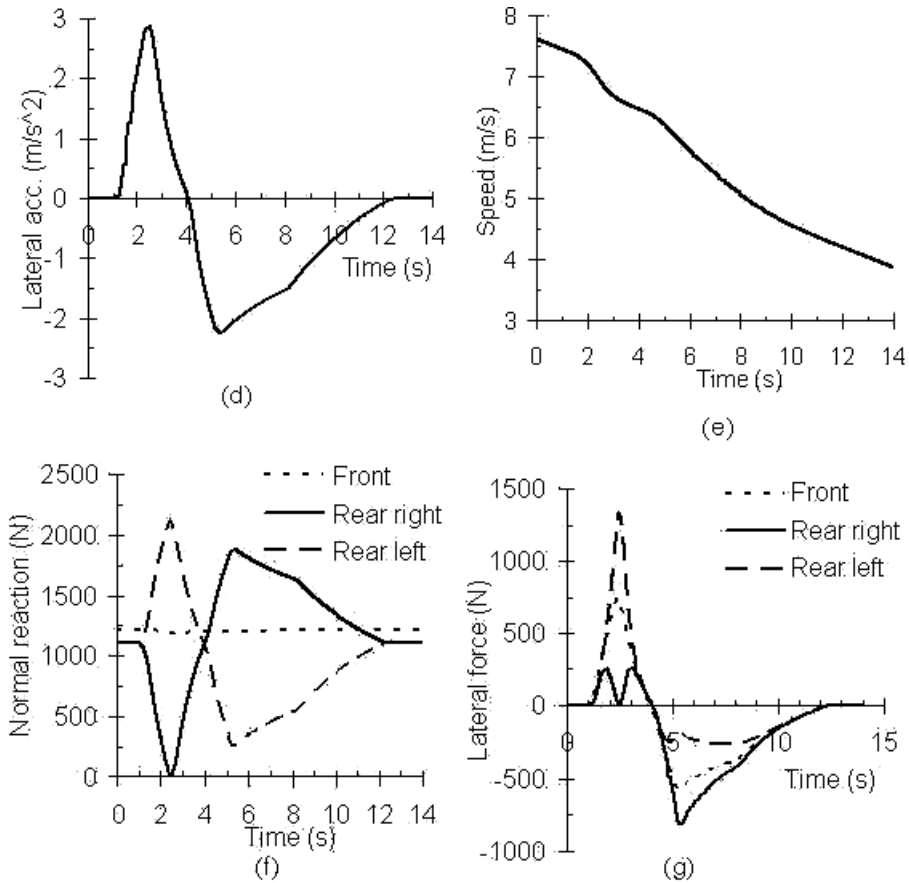 3
2
1
0
-1
-2
-3
0 2 4 6 8 10 12 14
Lateral acc. (m/s^2)
Time (s)
(d)
8
7
6
5
4
3
0 2 4 6 8 10 12 14
Speed (m/s)
Time (s)
(e)
2500
2000
1500
1000
500
0
0 2 4 6 8 10 12 14
Normal reaction (N)
Time (s)
Front
Rear right
Rear left
(f)
1500
1000
500
0
-500
-1000
0 5 10 15
Lateral force (N)
Time (s)
Front
Rear right
Rear left
(g)